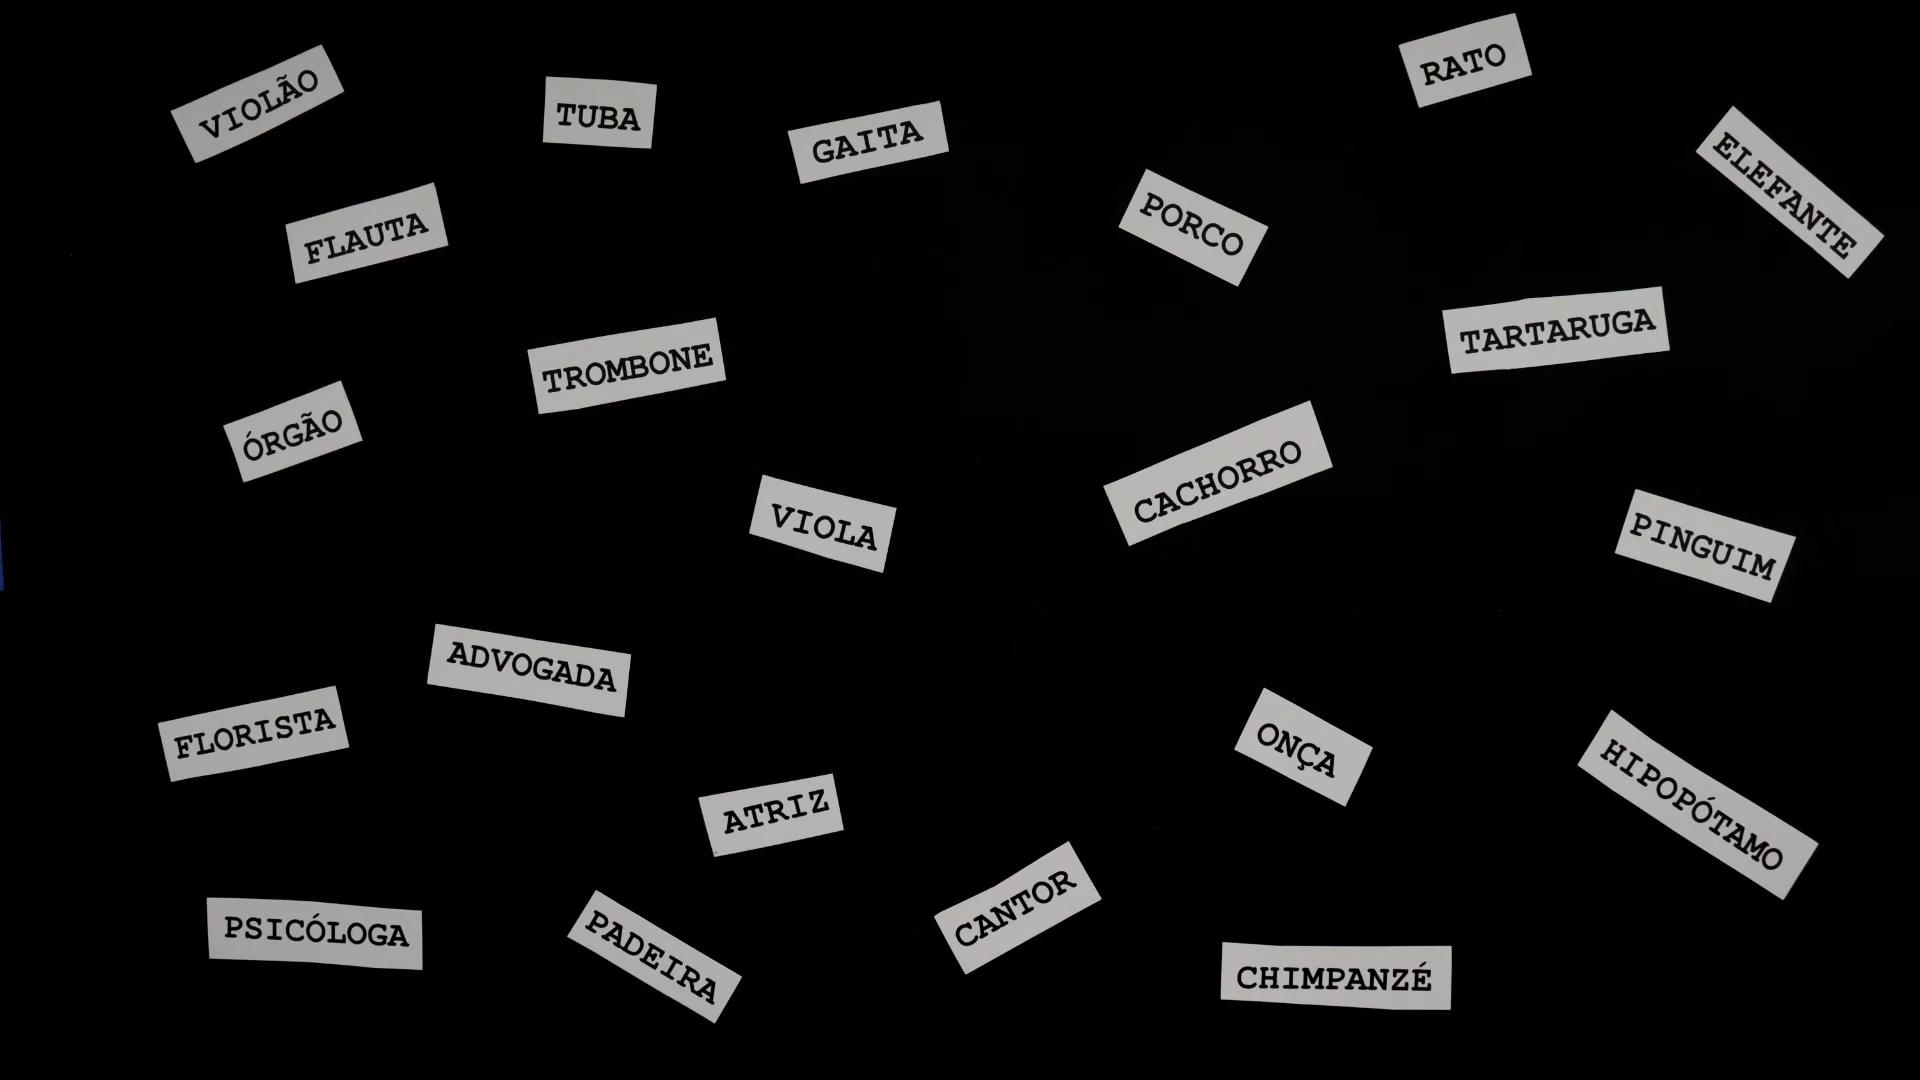 VIOLÃO
TUBA
GAITA
RATO
ELEFANTE
PORCO
FLAUTA
TARTARUGA
TROMBONE
ÓRGÃO
CACHORRO
VIOLA
PINGUIM
ADVOGADA
FLORISTA
ONÇA
HIPOPÓTAMO
ATRIZ
CANTOR
PSICÓLOGA
PADEIRA
CHIMPANZÉ